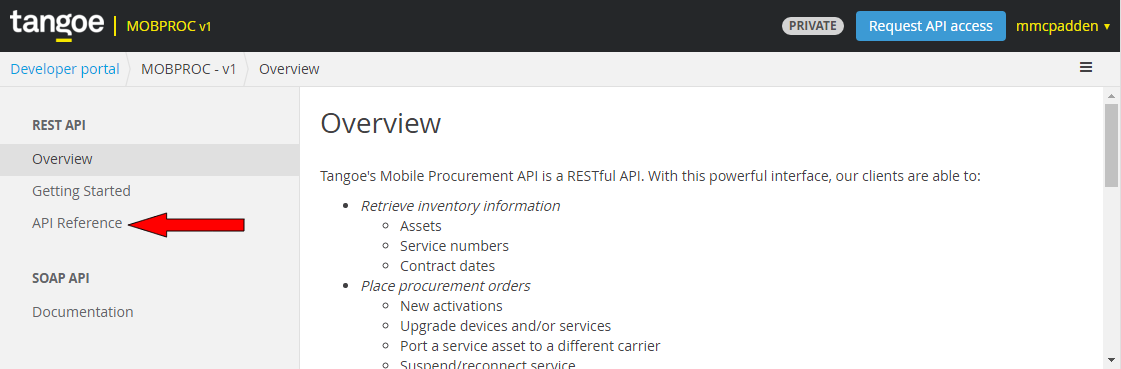 tangoe MOBPROC v1 PRIVATE Request API access mmcpadden
Developer portal MOBPROC - v1 Overview
REST API
Overview
Getting Started
API Reference
SOAP API
Documentation
Overview
Tangoe's Mobile Procurement API is a RESTful API. With this powerful interface, our clients are able to:
Retrieve inventory information
Assets
Service numbers
Contract dates
Place procurement orders
New activations
Upgrade devices and/or services
Port a service asset to a different carrier
Suspend/reconnect service